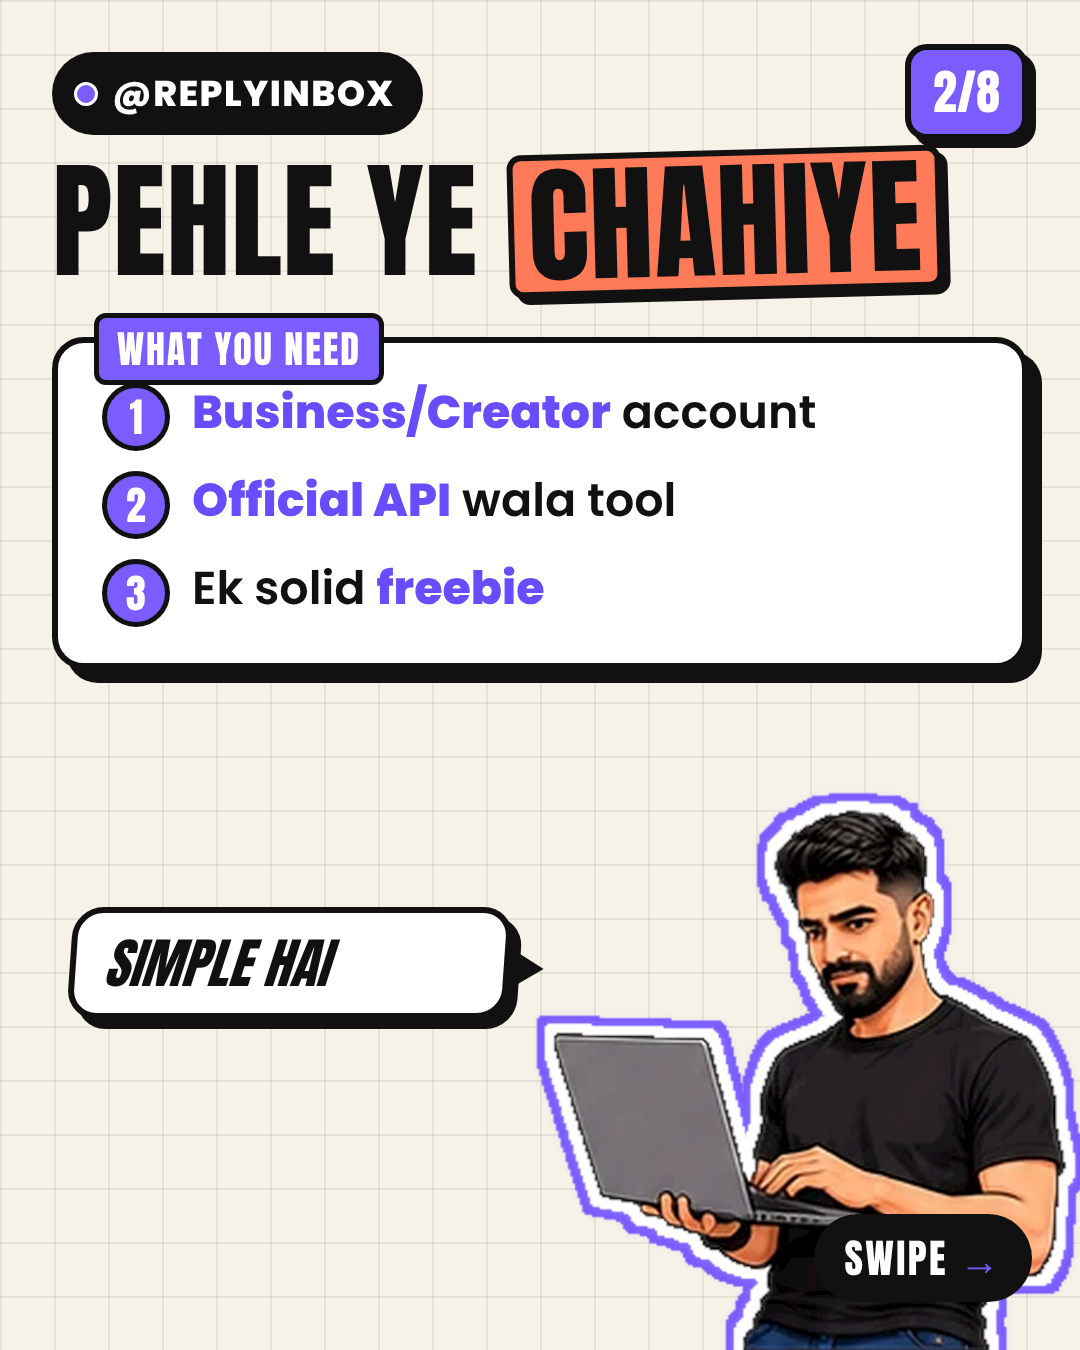 @REPLYINBOX
2/8
PEHLE YE CHAHIYE
WHAT YOU NEED
1 Business/Creator account
2 Official API wala tool
3 Ek solid freebie
SIMPLE HAI
SWIPE →